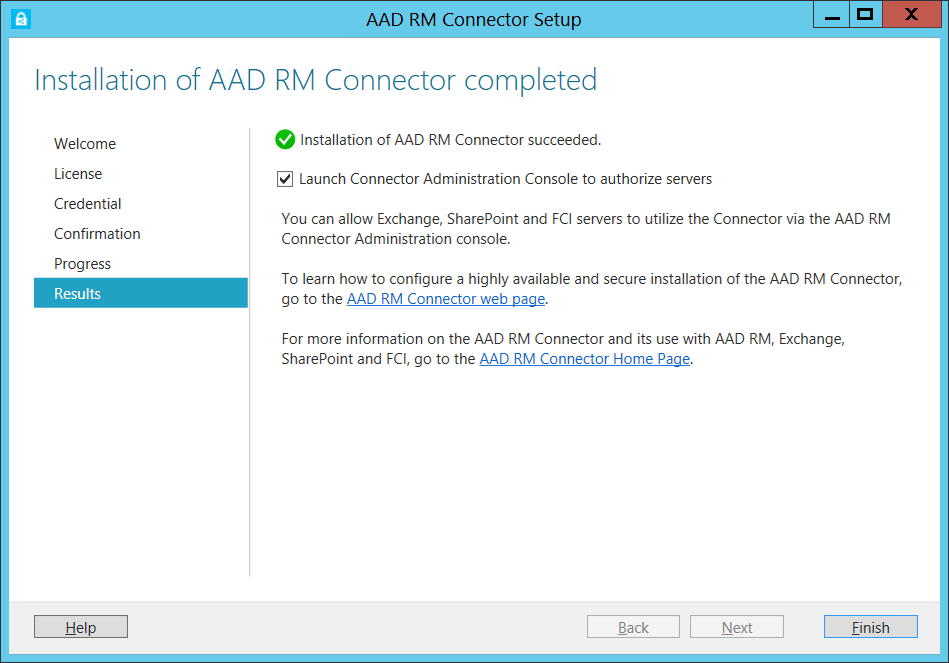 AAD RM Connector Setup
Installation of AAD RM Connector completed
Welcome
License
Credential
Confirmation
Progress
Results
Installation of AAD RM Connector succeeded.
Launch Connector Administration Console to authorize servers
You can allow Exchange, SharePoint and FCI servers to utilize the Connector via the AAD RM
Connector Administration console.
To learn how to configure a highly available and secure installation of the AAD RM Connector,
go to the AAD RM Connector web page.
For more information on the AAD RM Connector and its use with AAD RM, Exchange,
SharePoint and FCI, go to the AAD RM Connector Home Page.
Help
Back
Next
Finish